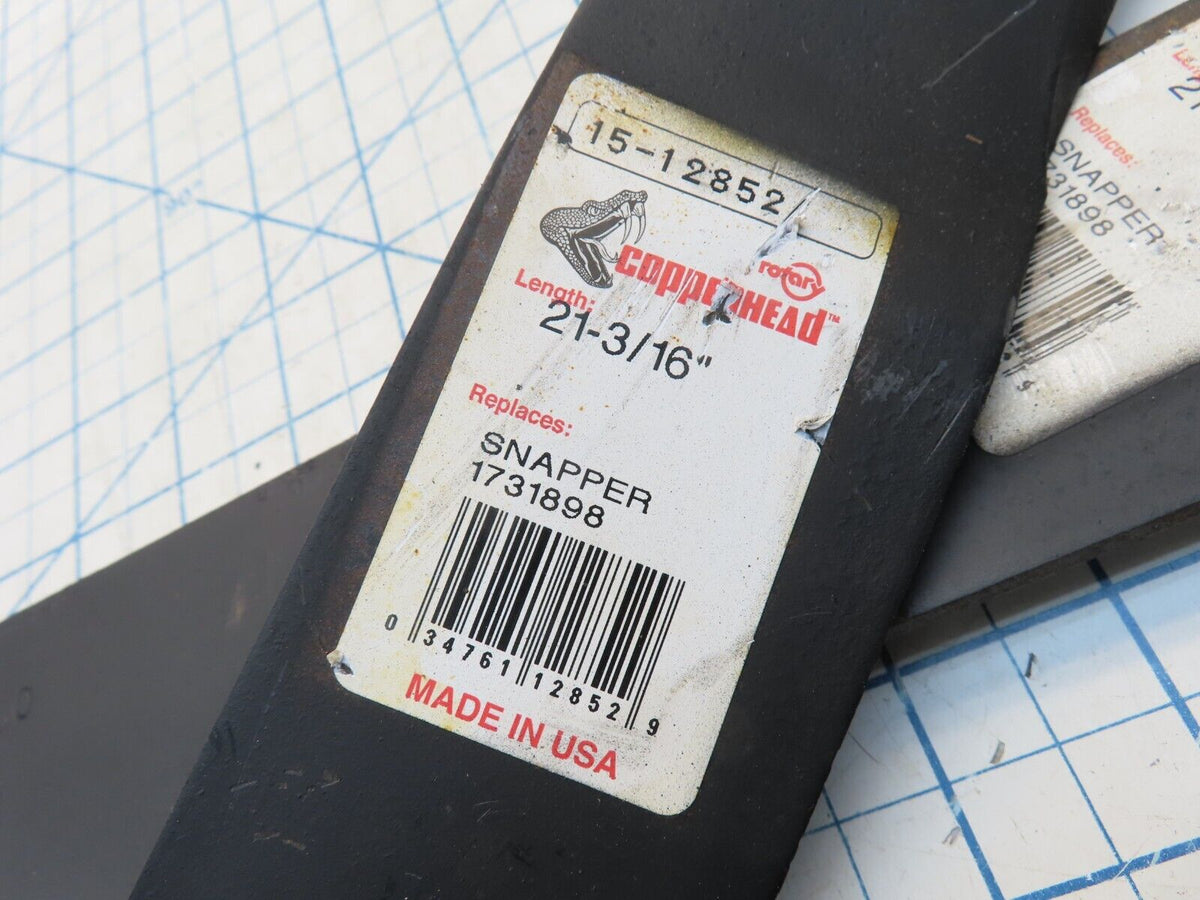 15-12852
rotary
COPPERHEAD™
Length:
21-3/16"
Replaces:
SNAPPER
1731898
0 34761 12852 9
MADE IN USA
Replaces:
SNAPPER
1731898